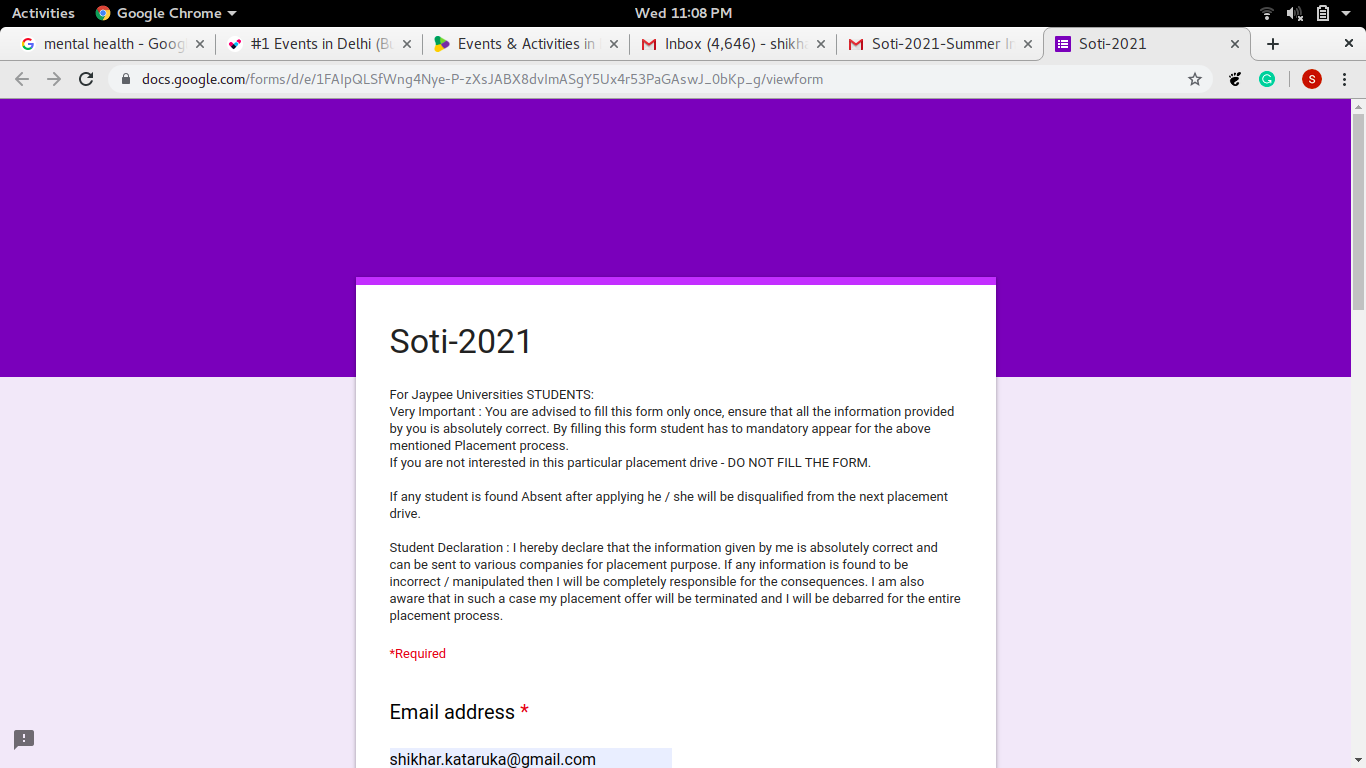 Activities Google Chrome Wed 11:08 PM
mental health - Goog #1 Events in Delhi (Bu Events & Activities in Inbox (4,646) - shikha Soti-2021-Summer In Soti-2021
docs.google.com/forms/d/e/1FAIpQLSfWng4Nye-P-zXsJABX8dvImASgY5Ux4r53PaGAswJ_0bKp_g/viewform S
Soti-2021
For Jaypee Universities STUDENTS:
Very Important : You are advised to fill this form only once, ensure that all the information provided
by you is absolutely correct. By filling this form student has to mandatory appear for the above
mentioned Placement process.
If you are not interested in this particular placement drive - DO NOT FILL THE FORM.
If any student is found Absent after applying he / she will be disqualified from the next placement
drive.
Student Declaration : I hereby declare that the information given by me is absolutely correct and
can be sent to various companies for placement purpose. If any information is found to be
incorrect / manipulated then I will be completely responsible for the consequences. I am also
aware that in such a case my placement offer will be terminated and I will be debarred for the entire
placement process.
*Required
Email address *
shikhar.kataruka@gmail.com